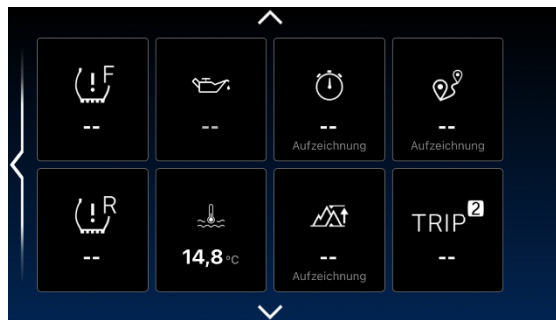 F
--
--
--
Aufzeichnung
--
Aufzeichnung
R
--
14,8 °C
--
Aufzeichnung
TRIP 2
--